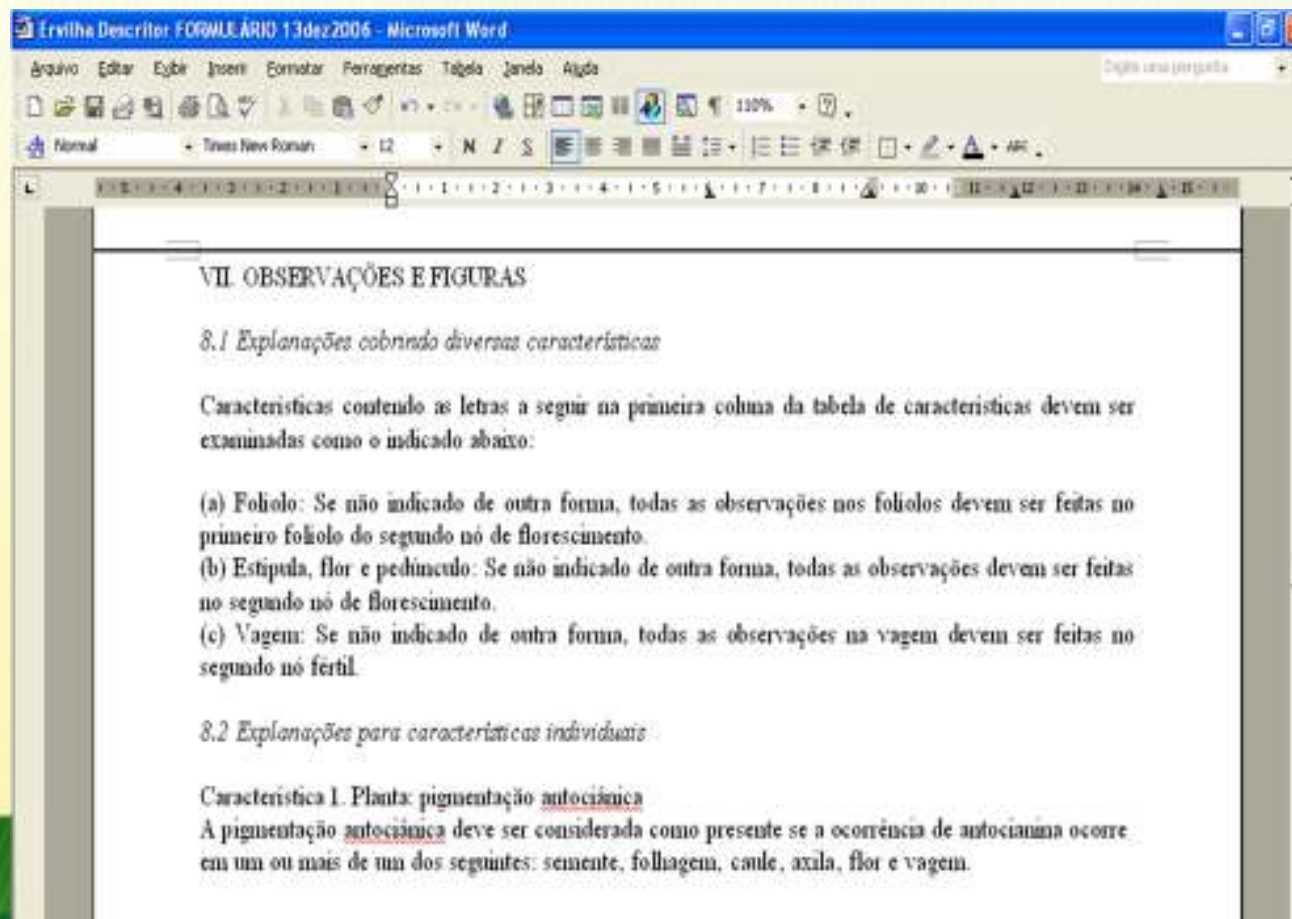 Ervilha Descritor FORMULÁRIO 13dez2006 - Microsoft Word
Arquivo Editar Exibir Inserir Formatar Ferramentas Tabela Janela Ajuda Digite uma pergunta
110%
Normal Times New Roman 12 N I S
VII. OBSERVAÇÕES E FIGURAS
8.1 Explanações cobrindo diversas características
Características contendo as letras a seguir na primeira coluna da tabela de características devem ser
examinadas como o indicado abaixo:
(a) Folíolo: Se não indicado de outra forma, todas as observações nos folíolos devem ser feitas no
primeiro folíolo do segundo nó de florescimento.
(b) Estípula, flor e pedúnculo: Se não indicado de outra forma, todas as observações devem ser feitas
no segundo nó de florescimento.
(c) Vagem: Se não indicado de outra forma, todas as observações na vagem devem ser feitas no
segundo nó fértil.
8.2 Explanações para características individuais
Característica 1. Planta: pigmentação antociânica
A pigmentação antociânica deve ser considerada como presente se a ocorrência de antocianina ocorre
em um ou mais de um dos seguintes: semente, folhagem, caule, axila, flor e vagem.